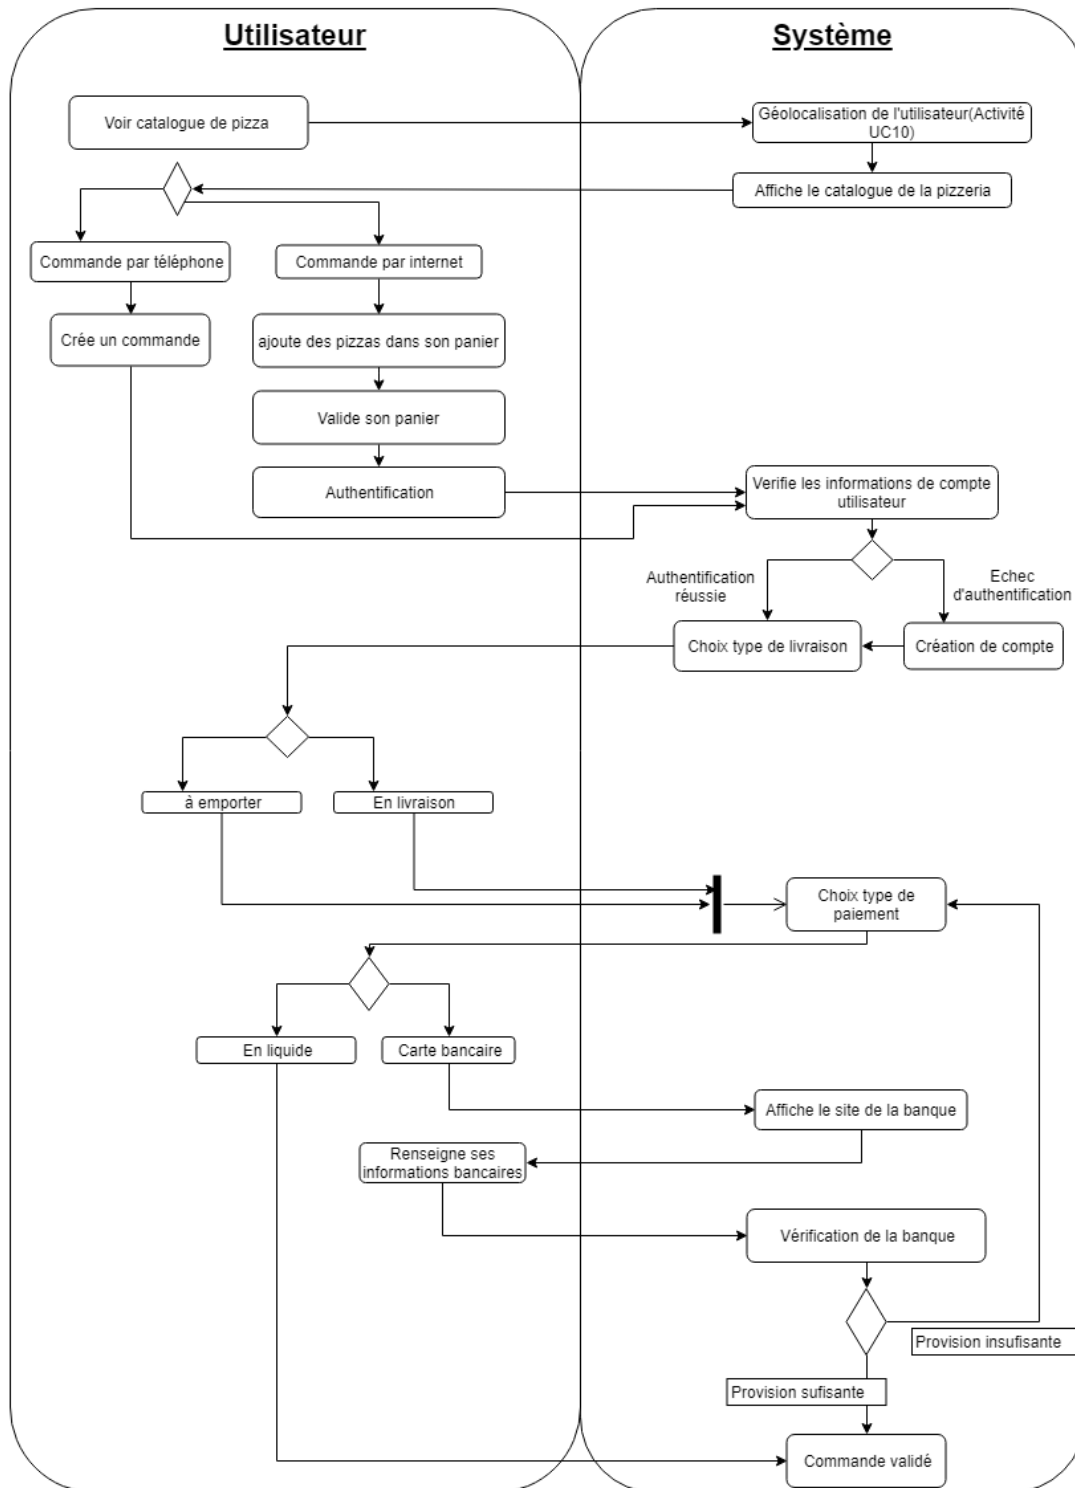 Utilisateur
Système
Voir catalogue de pizza
Géolocalisation de l'utilisateur(Activité
UC10)
Affiche le catalogue de la pizzeria
Commande par téléphone
Commande par internet
Crée un commande
ajoute des pizzas dans son panier
Valide son panier
Authentification
Verifie les informations de compte
utilisateur
Authentification
réussie
Echec
d'authentification
Choix type de livraison
Création de compte
à emporter
En livraison
Choix type de
paiement
En liquide
Carte bancaire
Affiche le site de la banque
Renseigne ses
informations bancaires
Vérification de la banque
Provision insufisante
Provision sufisante
Commande validé